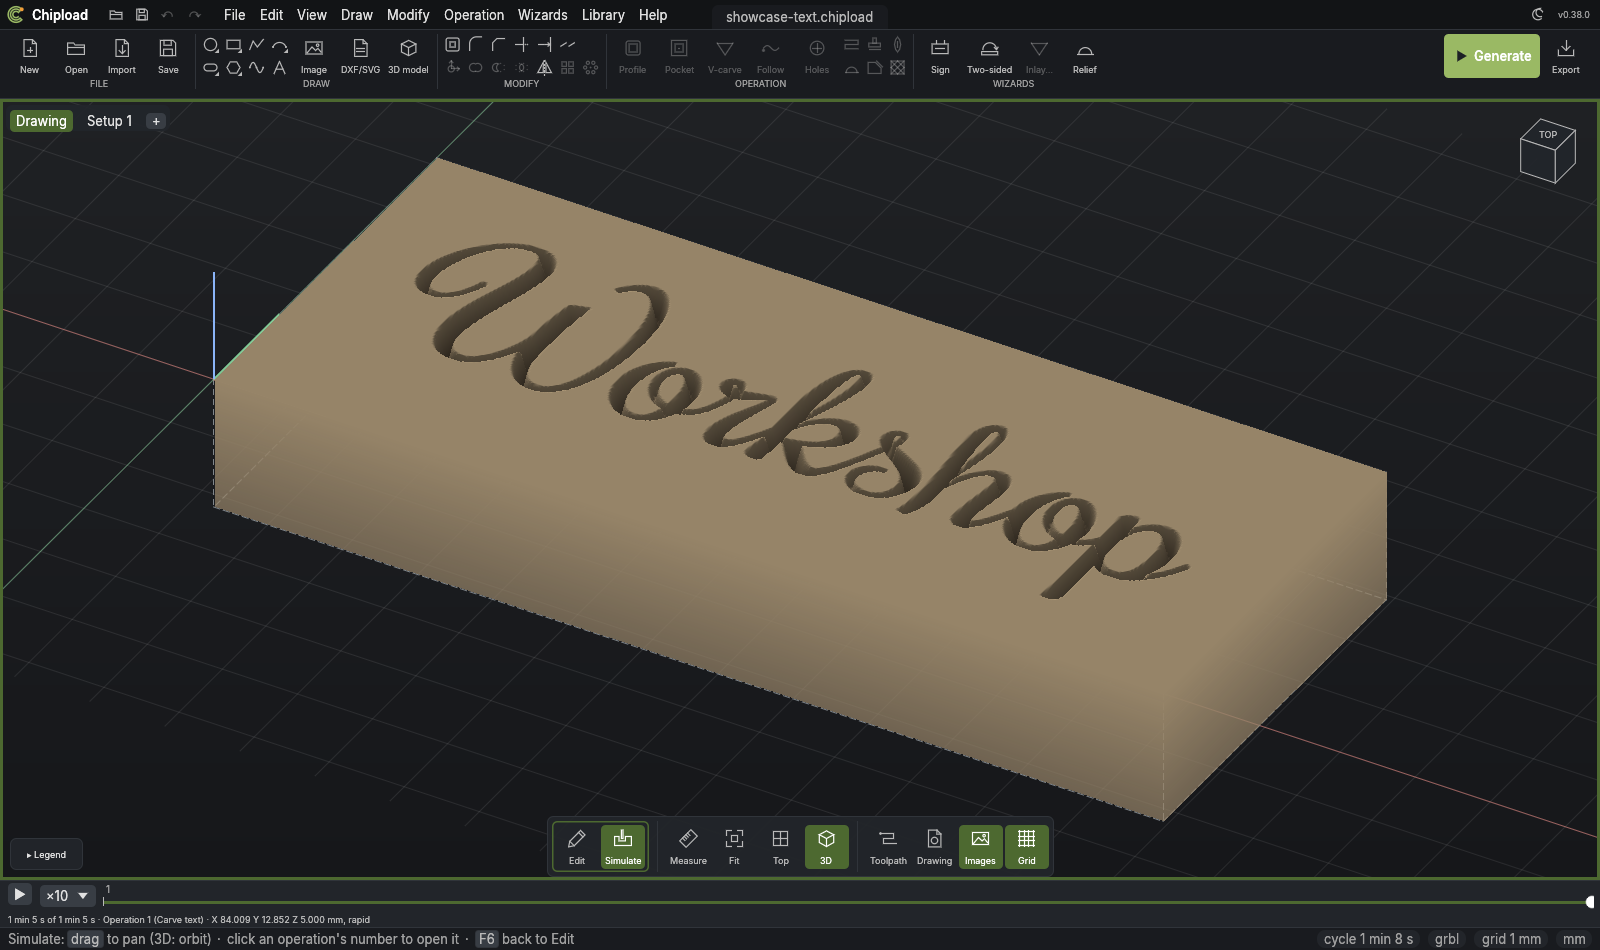 Chipload
File Edit View Draw Modify Operation Wizards Library Help
showcase-text.chipload
v0.38.0
New Open Import Save
FILE
Image DXF/SVG 3D model
DRAW
MODIFY
Profile Pocket V-carve Follow Holes
OPERATION
Sign Two-sided Inlay... Relief
WIZARDS
Generate
Export
Drawing Setup 1 +
TOP
Workshop
Legend
Edit Simulate Measure Fit Top 3D Toolpath Drawing Images Grid
×10
1
1 min 5 s of 1 min 5 s · Operation 1 (Carve text) · X 84.009 Y 12.852 Z 5.000 mm, rapid
Simulate: drag to pan (3D: orbit) · click an operation's number to open it · F6 back to Edit
cycle 1 min 8 s grbl grid 1 mm mm